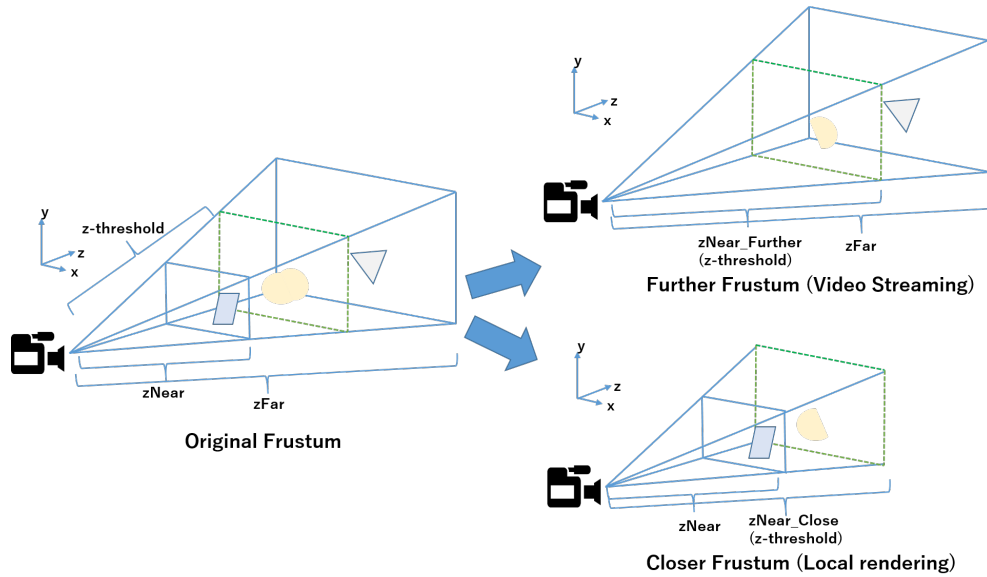 y
z
x
z-threshold
zNear
zFar
Original Frustum
y
z
x
zNear_Further
(z-threshold)
zFar
Further Frustum (Video Streaming)
y
z
x
zNear
zNear_Close
(z-threshold)
Closer Frustum (Local rendering)